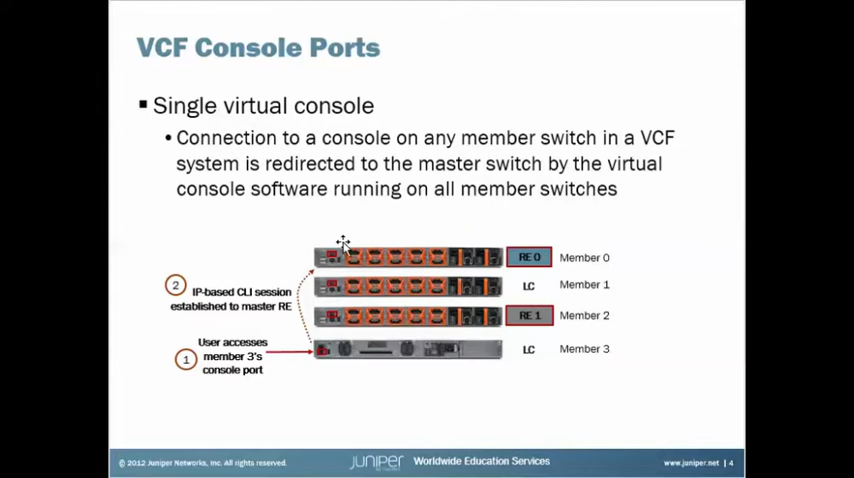 VCF Console Ports
Single virtual console
Connection to a console on any member switch in a VCF
system is redirected to the master switch by the virtual
console software running on all member switches
RE 0 Member 0
LC Member 1
RE 1 Member 2
LC Member 3
2
IP-based CLI session
established to master RE
1
User accesses
member 3's
console port
© 2012 Juniper Networks, Inc. All rights reserved.
JUNIPER
NETWORKS
Worldwide Education Services
www.juniper.net | 4